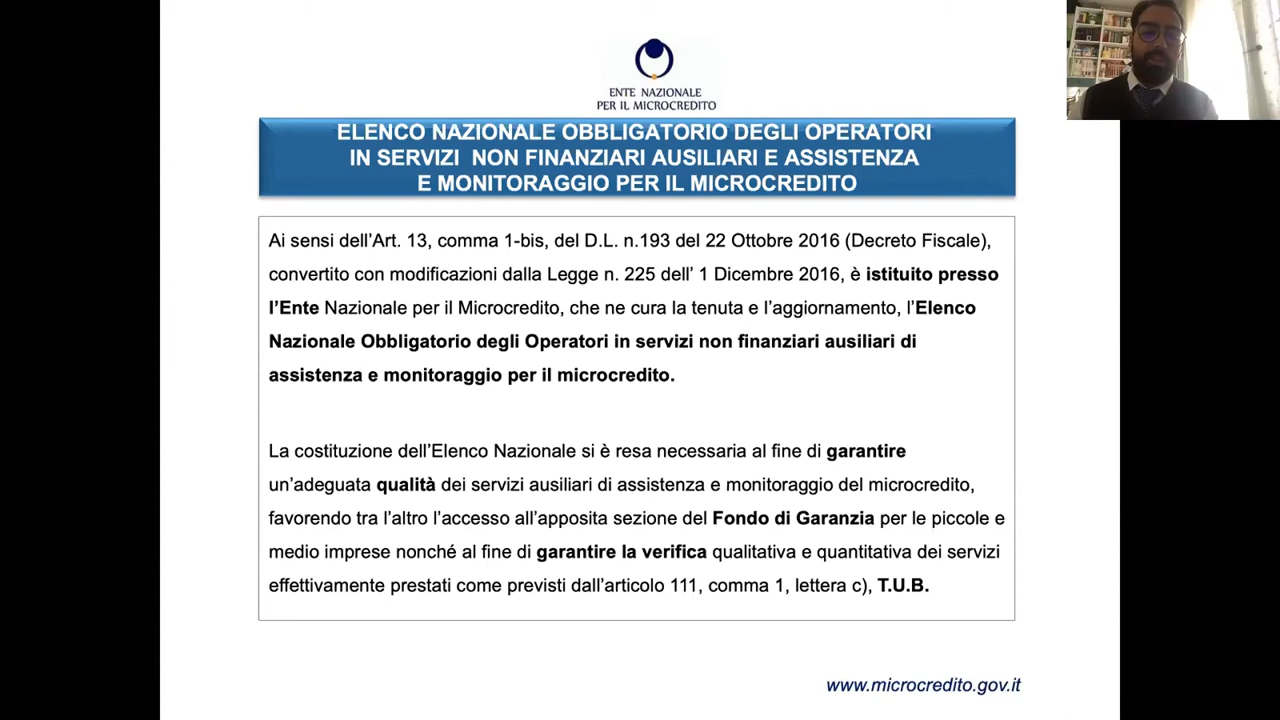 ENTE NAZIONALE
PER IL MICROCREDITO
ELENCO NAZIONALE OBBLIGATORIO DEGLI OPERATORI
IN SERVIZI NON FINANZIARI AUSILIARI E ASSISTENZA
E MONITORAGGIO PER IL MICROCREDITO
Ai sensi dell'Art. 13, comma 1-bis, del D.L. n.193 del 22 Ottobre 2016 (Decreto Fiscale),
convertito con modificazioni dalla Legge n. 225 dell' 1 Dicembre 2016, è istituito presso
l'Ente Nazionale per il Microcredito, che ne cura la tenuta e l'aggiornamento, l'Elenco
Nazionale Obbligatorio degli Operatori in servizi non finanziari ausiliari di
assistenza e monitoraggio per il microcredito.
La costituzione dell'Elenco Nazionale si è resa necessaria al fine di garantire
un'adeguata qualità dei servizi ausiliari di assistenza e monitoraggio del microcredito,
favorendo tra l'altro l'accesso all'apposita sezione del Fondo di Garanzia per le piccole e
medio imprese nonché al fine di garantire la verifica qualitativa e quantitativa dei servizi
effettivamente prestati come previsti dall'articolo 111, comma 1, lettera c), T.U.B.
www.microcredito.gov.it